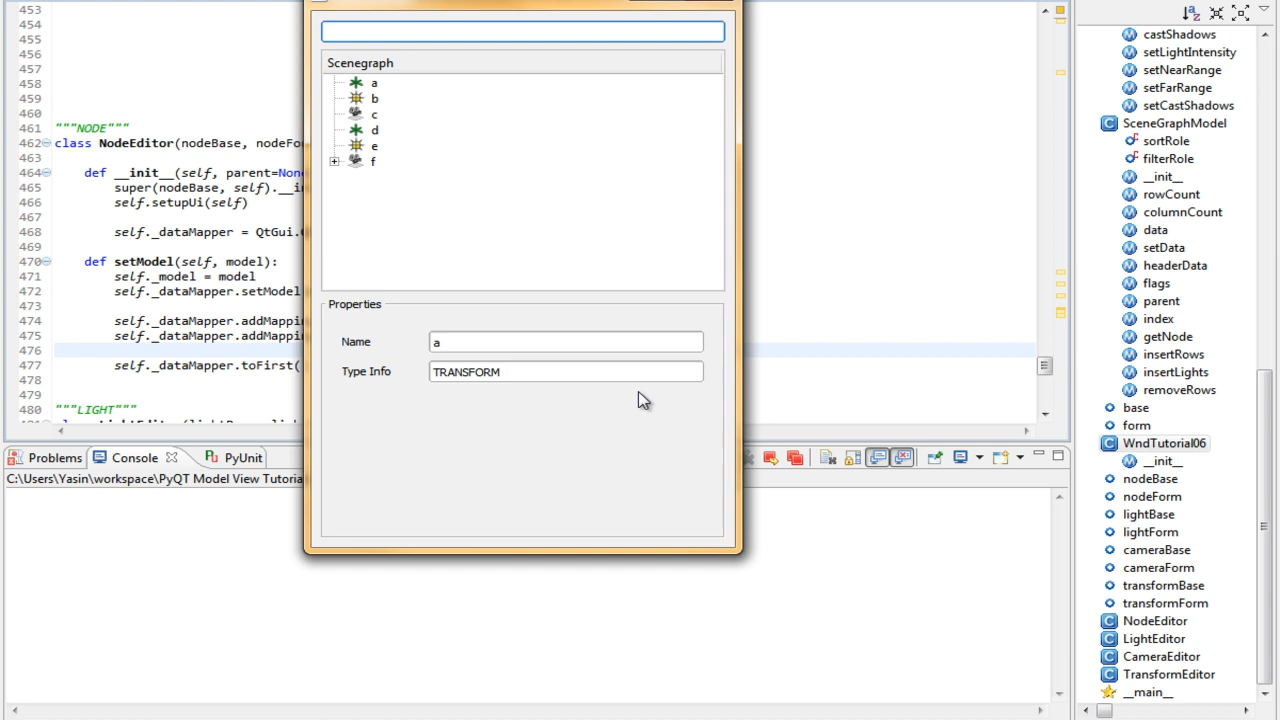 453
454
455
456
457
458
459
460
461 """NODE"""
462 class NodeEditor(nodeBase, nodeFo
463
464 def __init__(self, parent=None
465 super(nodeBase, self).__in
466 self.setupUi(self)
467
468 self._dataMapper = QtGui.
469
470 def setModel(self, model):
471 self._model = model
472 self._dataMapper.setModel
473
474 self._dataMapper.addMappin
475 self._dataMapper.addMappin
476
477 self._dataMapper.toFirst(
478
479
480 """LIGHT"""
Scenegraph
a
b
c
d
e
f
Properties
Name a
Type Info TRANSFORM
castShadows
setLightIntensity
setNearRange
setFarRange
setCastShadows
SceneGraphModel
sortRole
filterRole
__init__
rowCount
columnCount
data
setData
headerData
flags
parent
index
getNode
insertRows
insertLights
removeRows
base
form
WndTutorial06
__init__
nodeBase
nodeForm
lightBase
lightForm
cameraBase
cameraForm
transformBase
transformForm
NodeEditor
LightEditor
CameraEditor
TransformEditor
__main__
Problems Console PyUnit
C:\Users\Yasin\workspace\PyQT Model View Tutoria